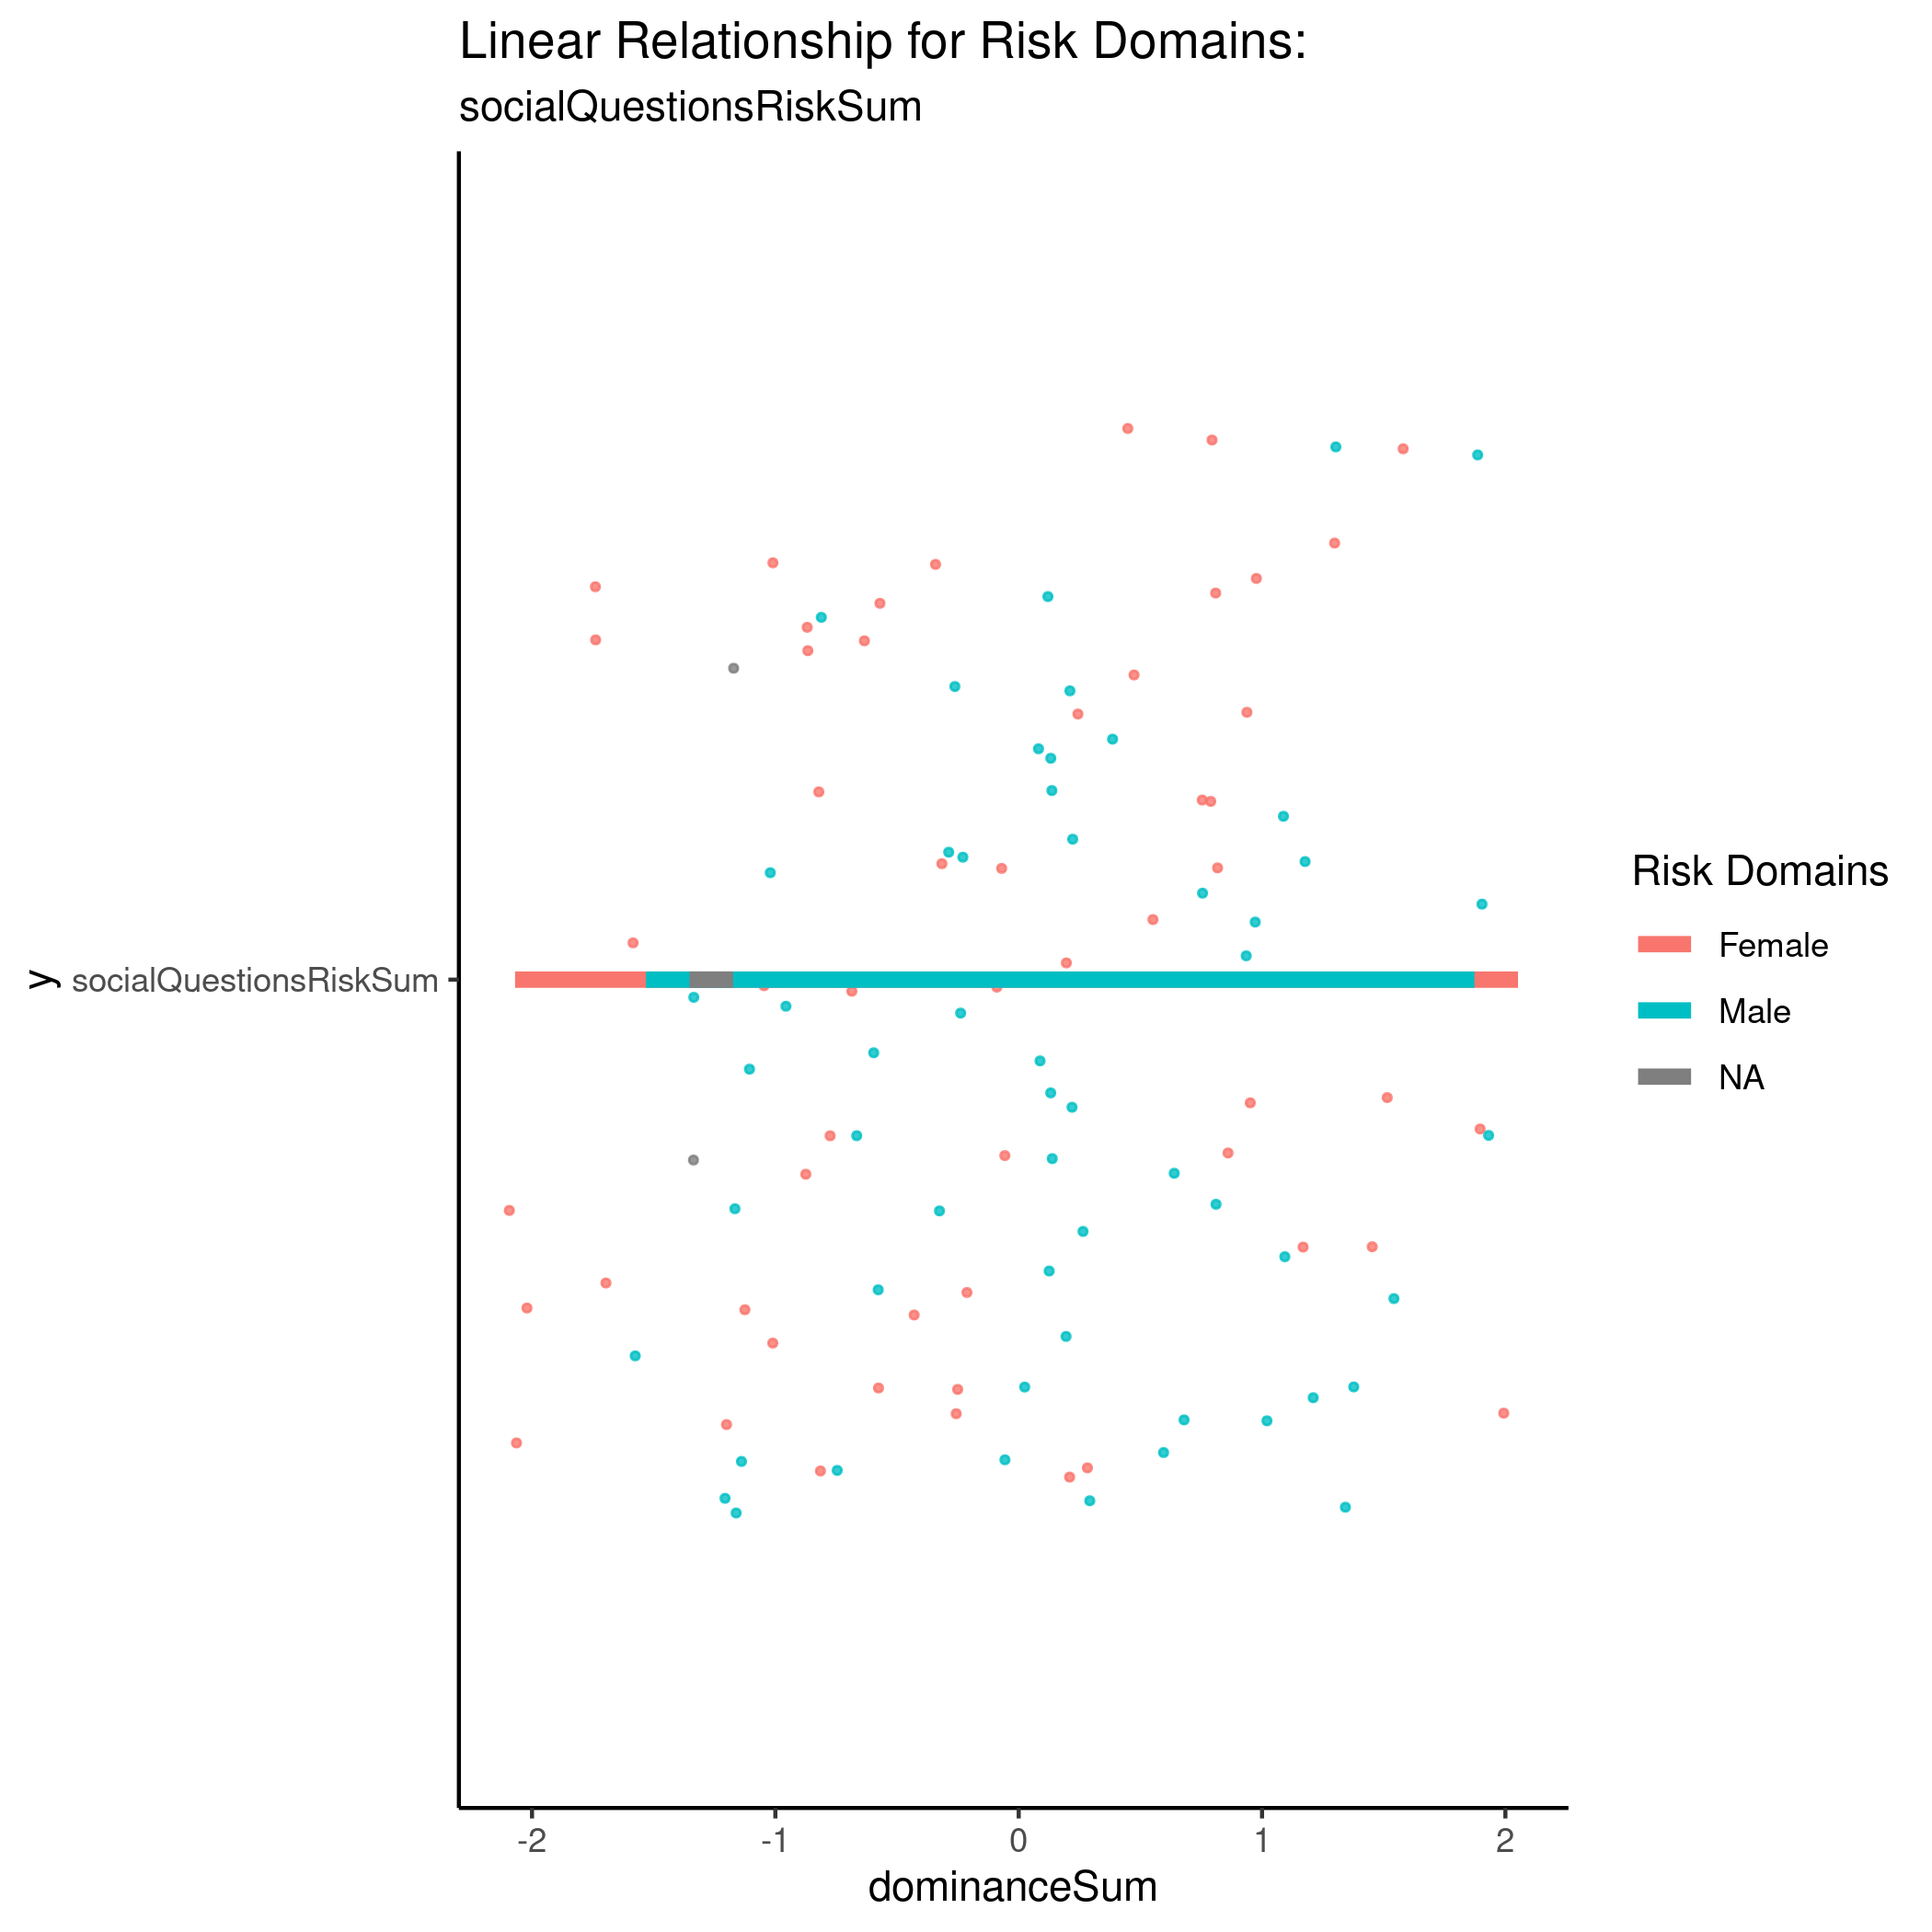 Linear Relationship for Risk Domains:
socialQuestionsRiskSum
y
socialQuestionsRiskSum
Risk Domains
Female
Male
NA
-2
-1
0
1
2
dominanceSum